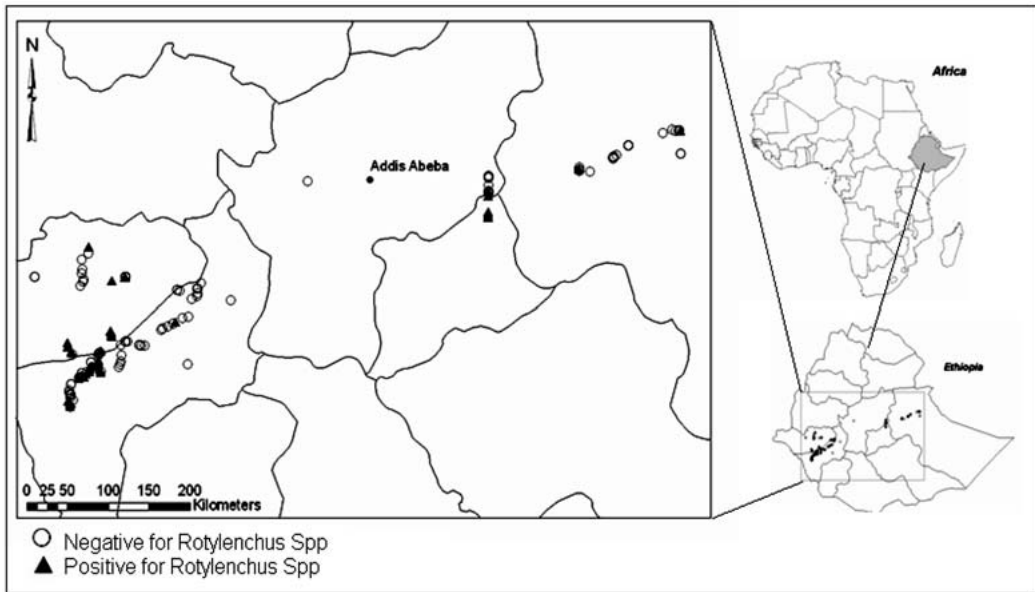 N
Addis Abeba
0 25 50 100 150 200
Kilometers
Negative for Rotylenchus Spp
Positive for Rotylenchus Spp
Africa
Ethiopia